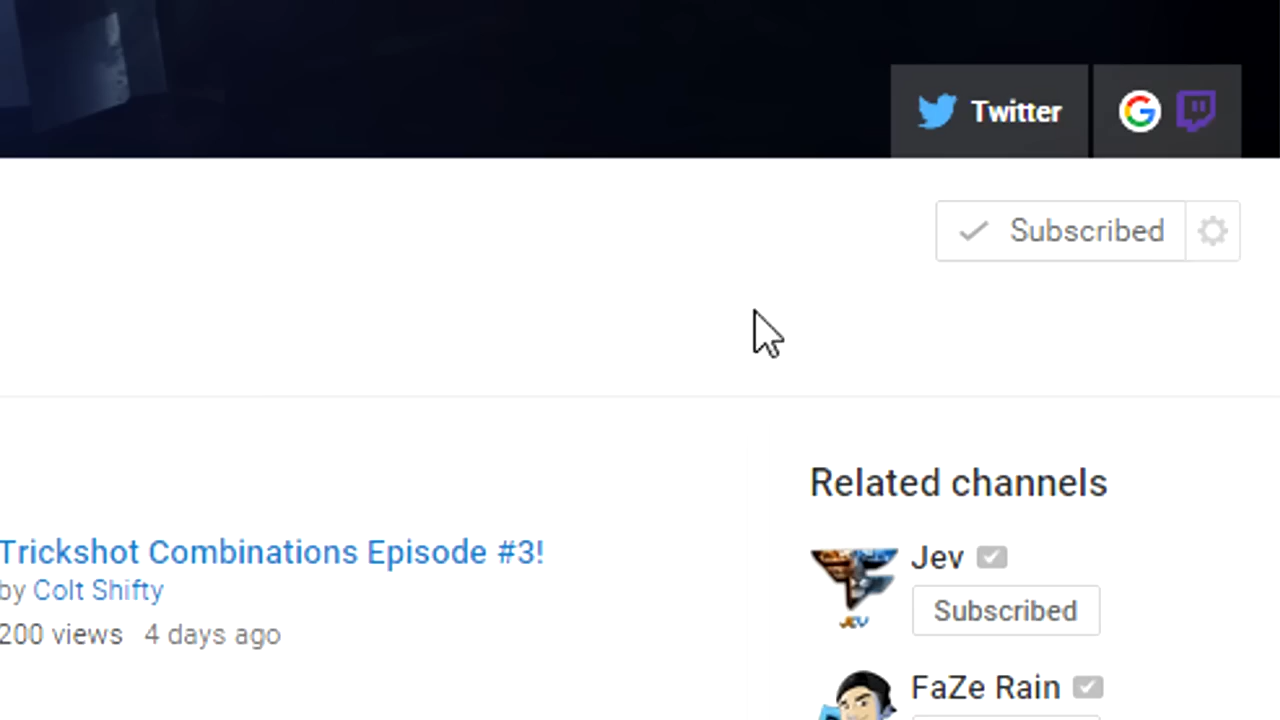 Twitter
Subscribed
Related channels
Trickshot Combinations Episode #3!
by Colt Shifty
200 views 4 days ago
Jev
JEV
Subscribed
FaZe Rain